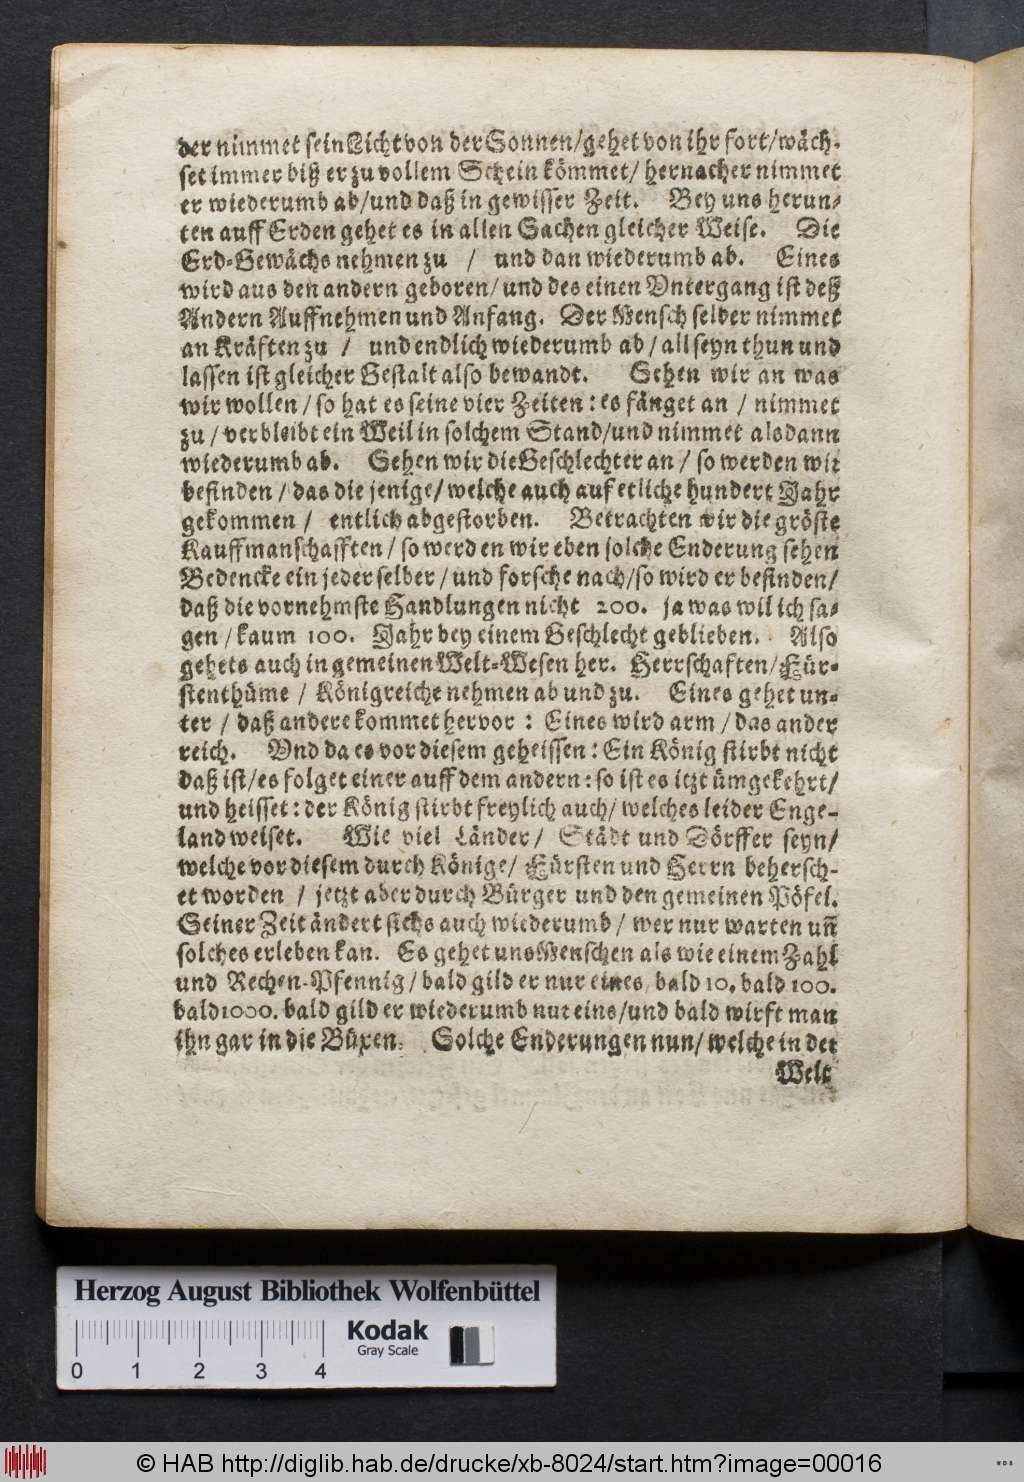 der nimmet sein Licht von der Sonnen/gehet von ihr fort/wäch-
set immer biß er zu vollem Schein kömmet/ hernacher nimmet
er wiederumb ab/und daß in gewisser Zeit. Bey uns herun-
ten auff Erden gehet es in allen Sachen gleicher Weise. Die
Erd-Gewächs nehmen zu / und dan wiederumb ab. Eines
wird aus den andern geboren/ und des einen Vntergang ist deß
Andern Auffnehmen und Anfang. Der Mensch selber nimmet
an Kräften zu / und endlich wiederumb ab / all seyn thun und
lassen ist gleicher Gestalt also bewandt. Sehen wir an was
wir wollen / so hat es seine vier Zeiten : es fänget an / nimmet
zu / verbleibt ein Weil in solchem Stand/und nimmet alsdann
wiederumb ab. Sehen wir die Geschlechter an / so werden wir
befinden / das die jenige/ welche auch auf etliche hundert Jahr
gekommen / entlich abgestorben. Betrachten wir die gröste
Kauffmanschafften / so werden wir eben solche Enderung sehen
Bedencke ein jeder selber / und forsche nach/so wird er befinden/
daß die vornehmste Handlungen nicht 200. ja was wil ich sa-
gen / kaum 100. Jahr bey einem Geschlecht geblieben. Also
gehets auch in gemeinen Welt-Wesen her. Herrschaften/ Für-
stenthüme / Königreiche nehmen ab und zu. Eines gehet un-
ter / daß andere kommet hervor : Eines wird arm / das ander
reich. Vnd da es vor diesem geheissen : Ein König stirbt nicht
daß ist/es folget einer auff dem andern : so ist es itzt ümgekehrt/
und heisset : der König stirbt freylich auch/ welches leider Enge-
land weiset. Wie viel Länder/ Städt und Dörffer seyn/
welche vor diesem durch Könige/ Fürsten und Herrn behersch-
et worden / jetzt aber durch Bürger und den gemeinen Pöfel.
Seiner Zeit ändert sichs auch wiederumb / wer nur warten uñ
solches erleben kan. Es gehet uns Menschen als wie einem Zahl
und Rechen-Pfennig / bald gild er nur eines, bald 10. bald 100.
bald 1000. bald gild er wiederumb nur eins/und bald wirft man
ihn gar in die Büxen. Solche Enderungen nun/ welche in der
Welt
Herzog August Bibliothek Wolfenbüttel
Kodak
Gray Scale
0 1 2 3 4
© HAB http://diglib.hab.de/drucke/xb-8024/start.htm?image=00016